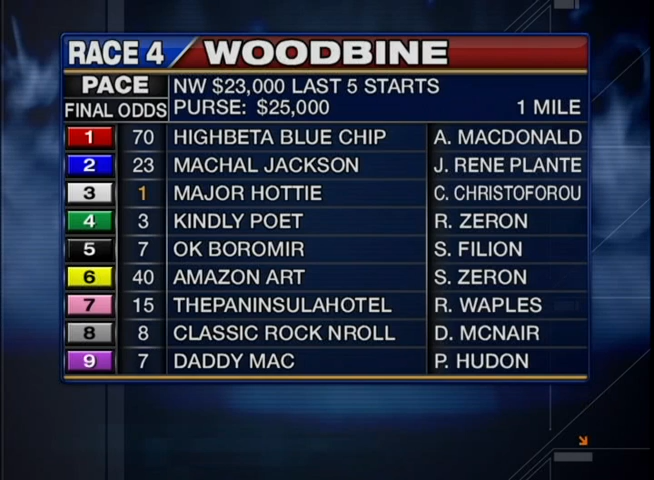 RACE 4 WOODBINE
PACE NW $23,000 LAST 5 STARTS
FINAL ODDS PURSE: $25,000 1 MILE
1 70 HIGHBETA BLUE CHIP A. MACDONALD
2 23 MACHAL JACKSON J. RENE PLANTE
3 1 MAJOR HOTTIE C. CHRISTOFOROU
4 3 KINDLY POET R. ZERON
5 7 OK BOROMIR S. FILION
6 40 AMAZON ART S. ZERON
7 15 THEPANINSULAHOTEL R. WAPLES
8 8 CLASSIC ROCK NROLL D. MCNAIR
9 7 DADDY MAC P. HUDON